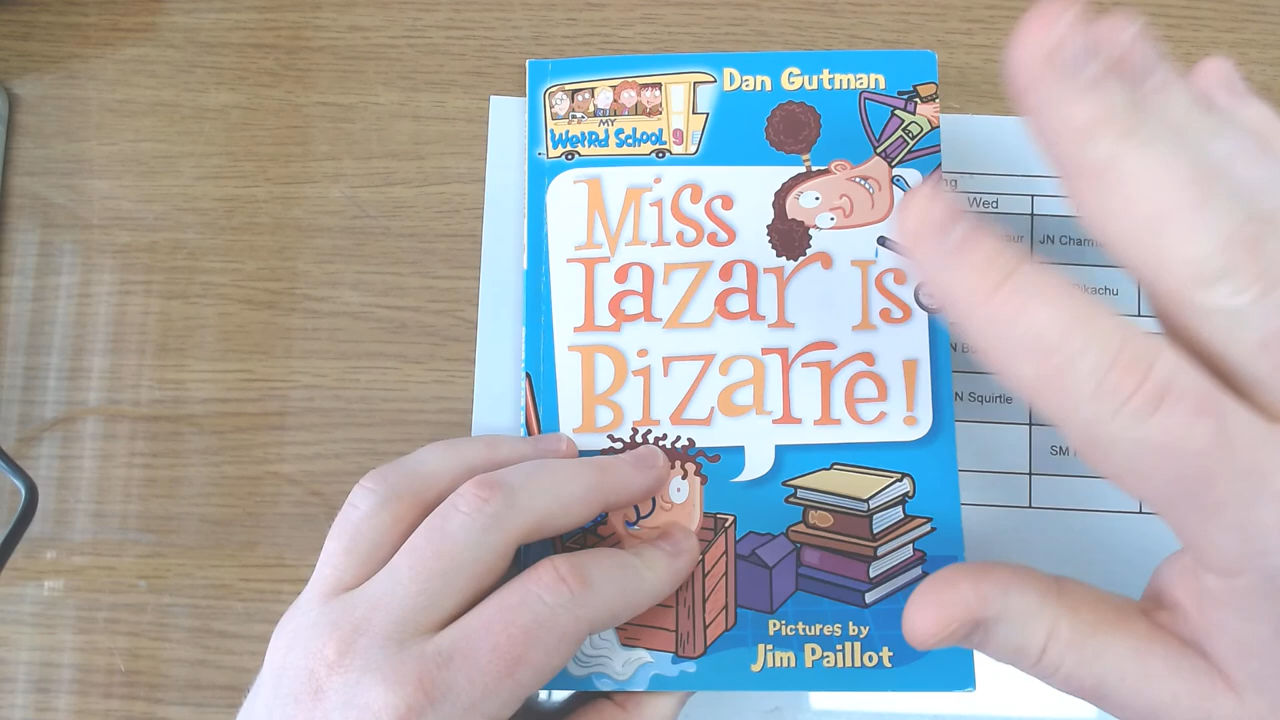 Dan Gutman
MY
WeiRd School 9
Miss
Lazar Is
Bizarre!
Pictures by
Jim Paillot
Wed
JN
Pikachu
N Squirtle
SM